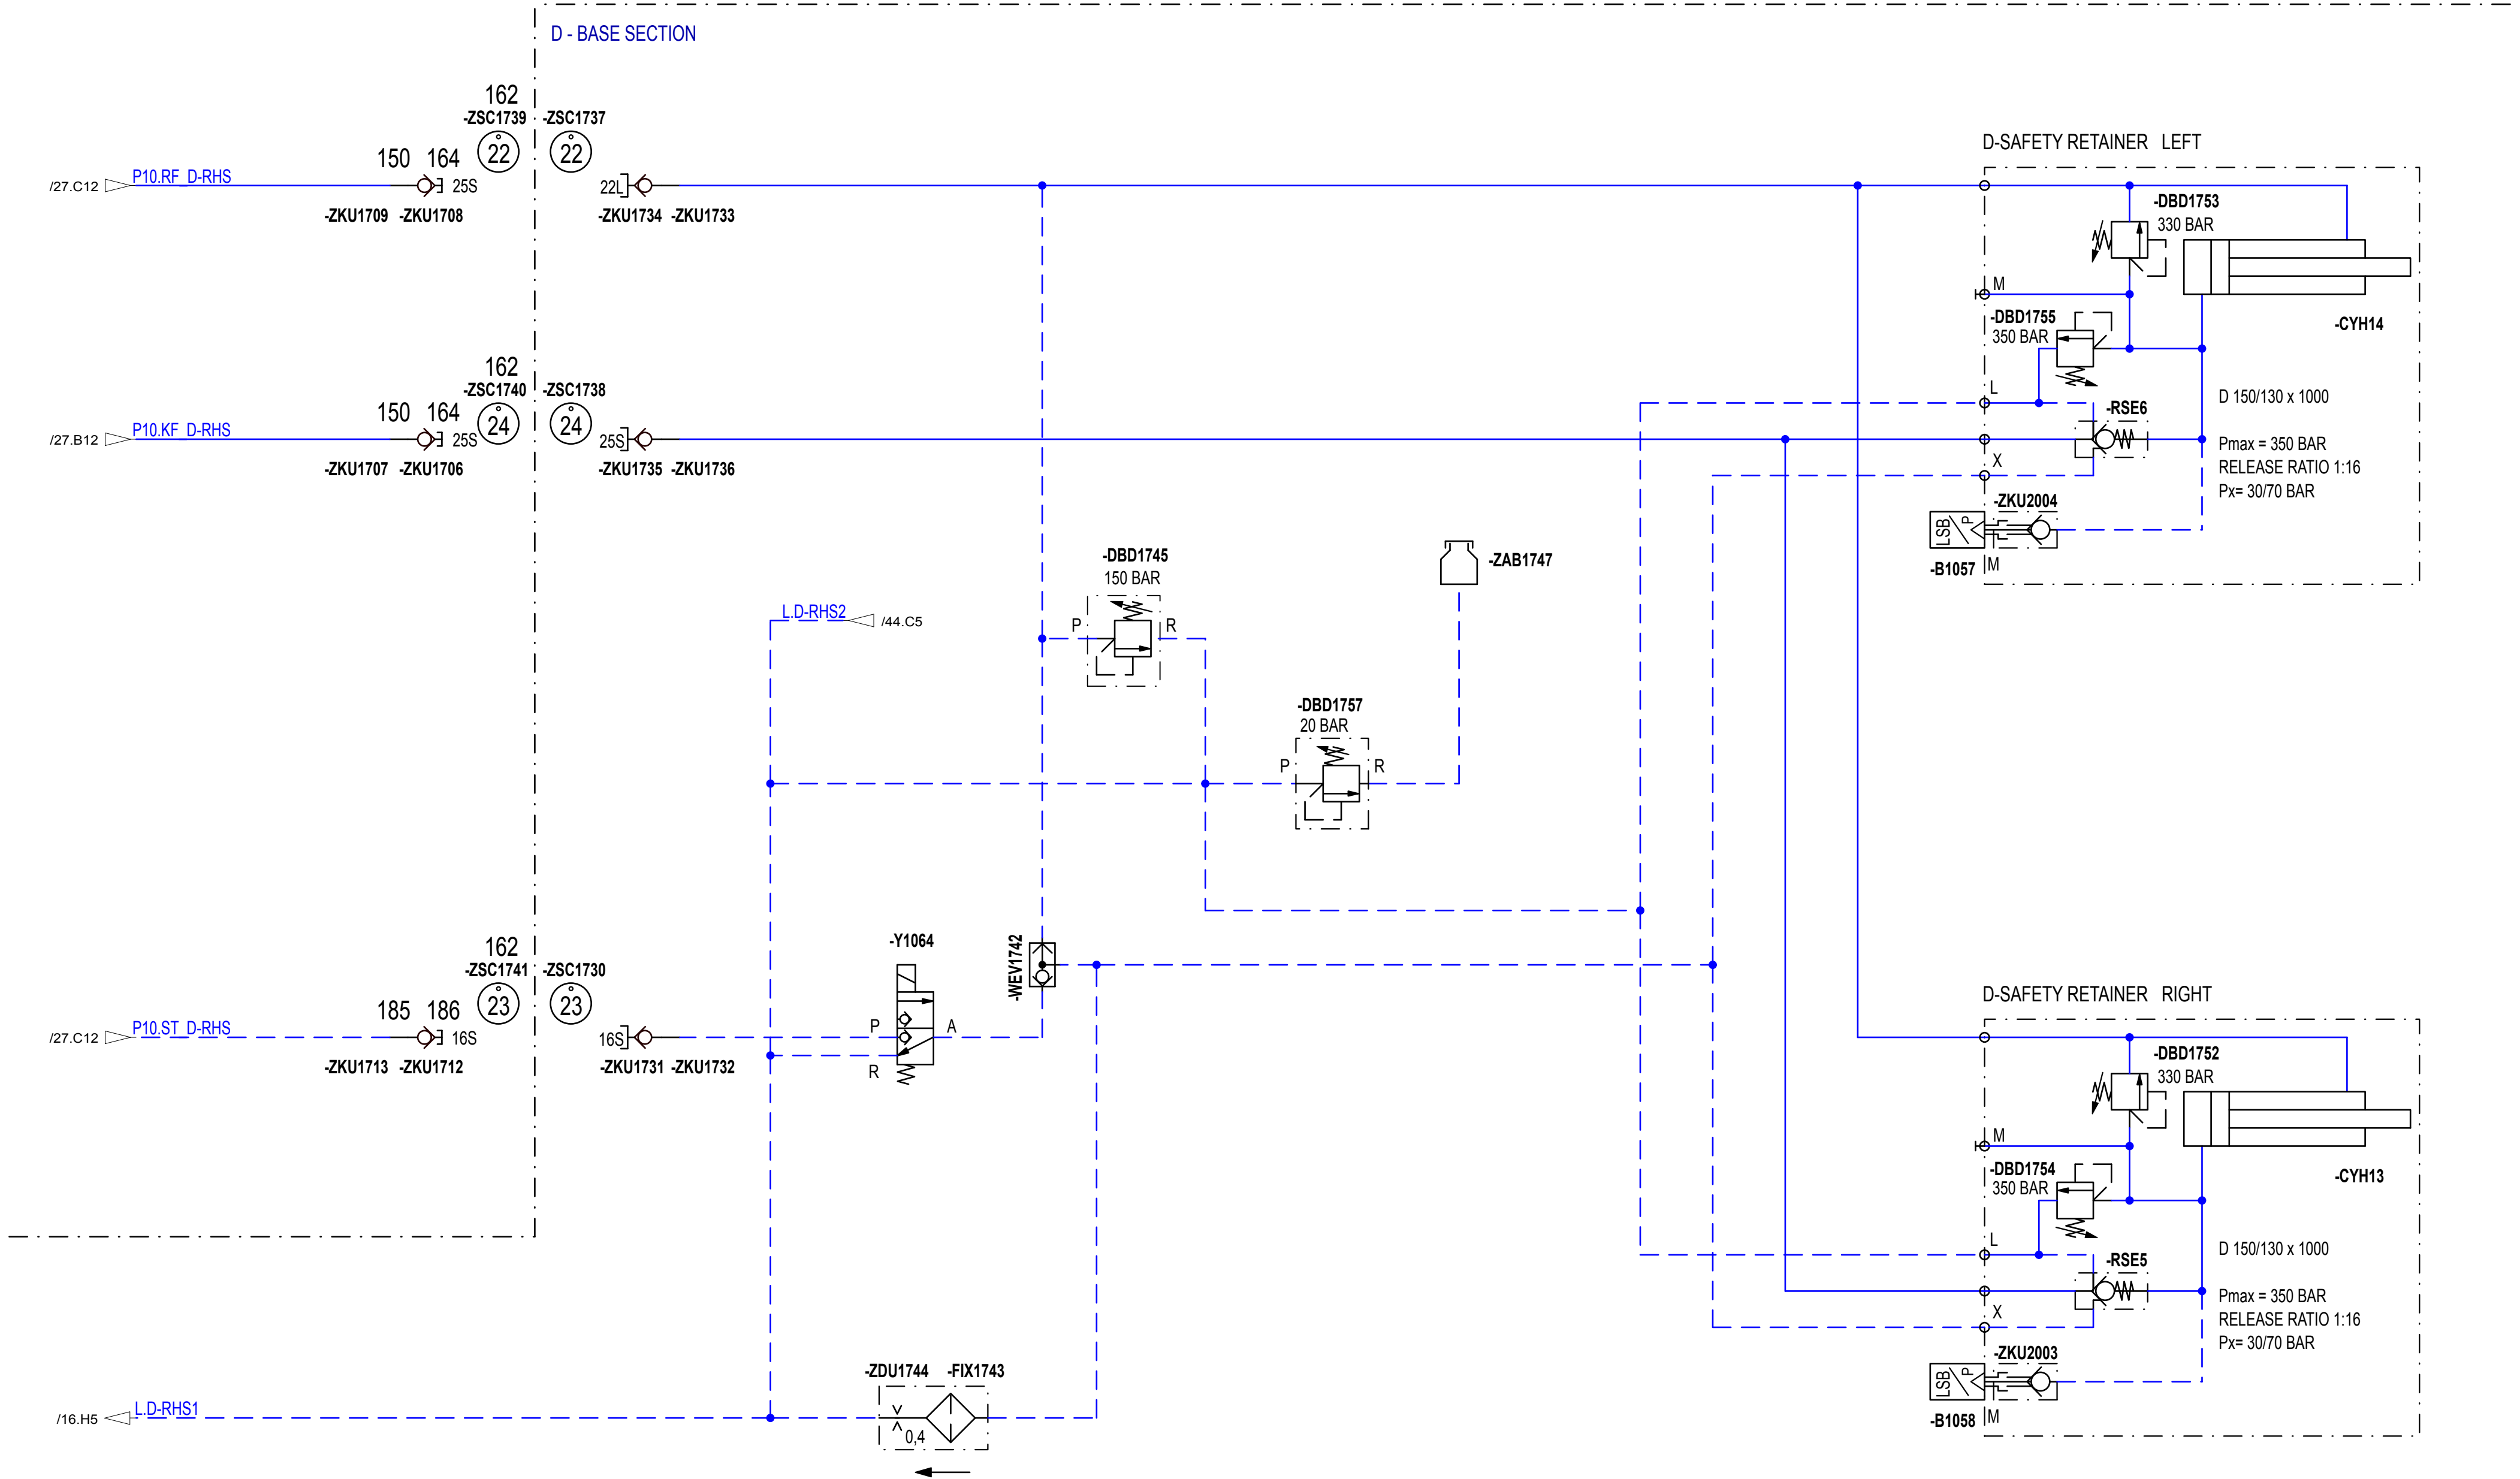 D - BASE SECTION
162
-ZSC1739 -ZSC1737
22 22
150 164
/27.C12 P10.RF_D-RHS 25S 22L
-ZKU1709 -ZKU1708 -ZKU1734 -ZKU1733
162
-ZSC1740 -ZSC1738
24 24
150 164
/27.B12 P10.KF_D-RHS 25S 25S
-ZKU1707 -ZKU1706 -ZKU1735 -ZKU1736
D-SAFETY RETAINER LEFT
-DBD1753
330 BAR
M
-DBD1755
350 BAR
-CYH14
L
D 150/130 x 1000
-RSE6
Pmax = 350 BAR
X
RELEASE RATIO 1:16
Px= 30/70 BAR
-ZKU2004
LSB P
-B1057 M
-DBD1745
150 BAR
P R
-ZAB1747
L.D-RHS2 /44.C5
-DBD1757
20 BAR
P R
162
-ZSC1741 -ZSC1730
23 23
185 186
/27.C12 P10.ST_D-RHS 16S 16S
-ZKU1713 -ZKU1712 -ZKU1731 -ZKU1732
-Y1064
P A
R
-WEV1742
D-SAFETY RETAINER RIGHT
-DBD1752
330 BAR
M
-DBD1754
350 BAR
-CYH13
L
D 150/130 x 1000
-RSE5
Pmax = 350 BAR
X
RELEASE RATIO 1:16
Px= 30/70 BAR
-ZKU2003
LSB P
-B1058 M
-ZDU1744 -FIX1743
0,4
/16.H5 L.D-RHS1